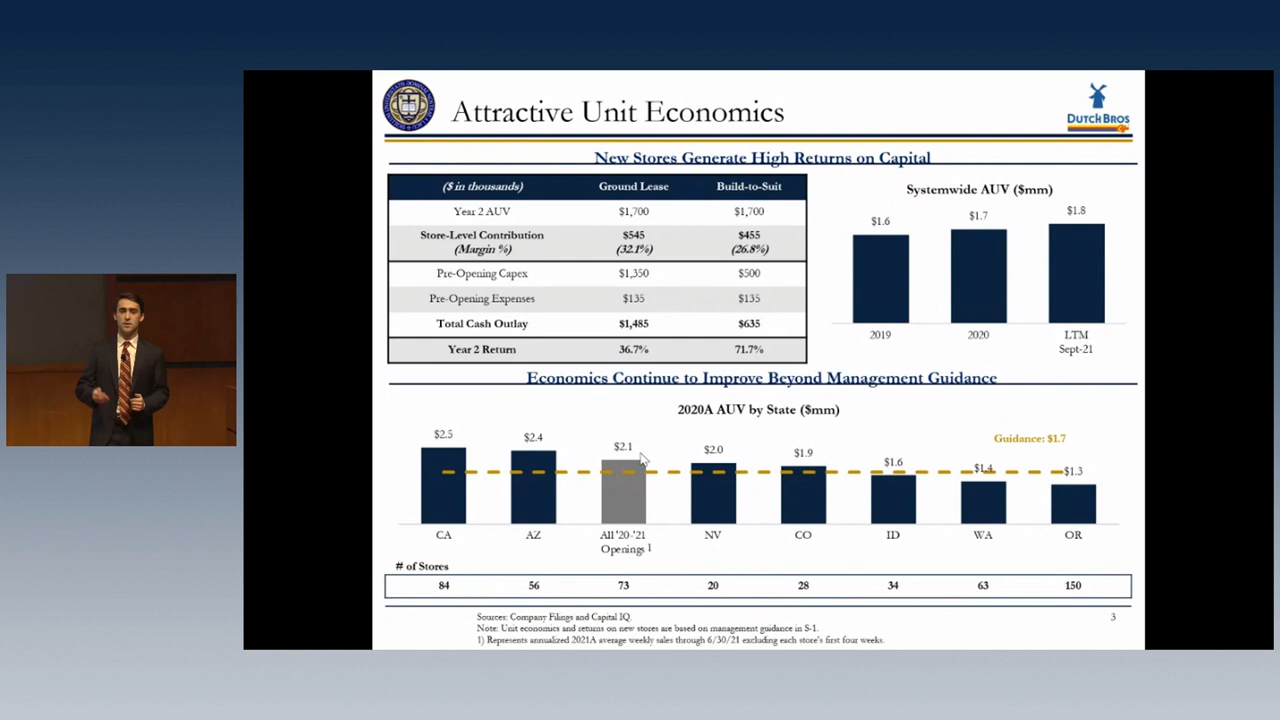 Attractive Unit Economics
DUTCH BROS
New Stores Generate High Returns on Capital
($ in thousands) Ground Lease Build-to-Suit
Year 2 AUV $1,700 $1,700
Store-Level Contribution $545 $455
(Margin %) (32.1%) (26.8%)
Pre-Opening Capex $1,350 $500
Pre-Opening Expenses $135 $135
Total Cash Outlay $1,485 $635
Year 2 Return 36.7% 71.7%
Systemwide AUV ($mm)
$1.6 $1.7 $1.8
2019 2020 LTM
Sept-21
Economics Continue to Improve Beyond Management Guidance
2020A AUV by State ($mm)
Guidance: $1.7
$2.5 $2.4 $2.1 $2.0 $1.9 $1.6 $1.4 $1.3
CA AZ All '20-'21 NV CO ID WA OR
Openings 1
# of Stores
84 56 73 20 28 34 63 150
Sources: Company Filings and Capital IQ.
Note: Unit economics and returns on new stores are based on management guidance in S-1.
1) Represents annualized 2021A average weekly sales through 6/30/21 excluding each store's first four weeks.
3